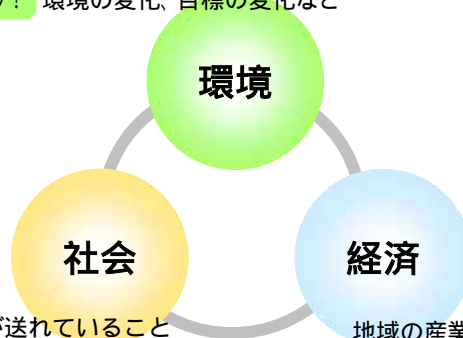 環境の変化、目標の変化など
環境
社会
経済
が送れていること
地域の産業